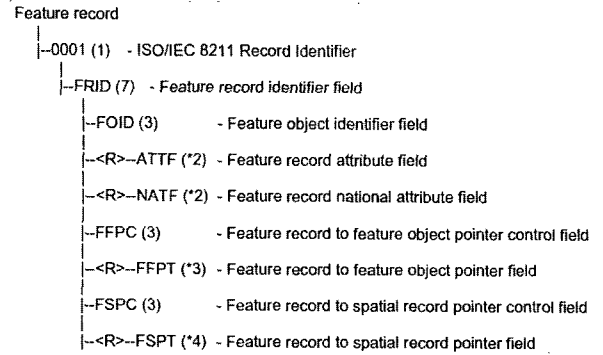 Feature record
|--0001 (1) - ISO/IEC 8211 Record Identifier
|--FRID (7) - Feature record identifier field
|--FOID (3) - Feature object identifier field
|--<R>--ATTF (*2) - Feature record attribute field
|--<R>--NATF (*2) - Feature record national attribute field
|--FFPC (3) - Feature record to feature object pointer control field
|--<R>--FFPT (*3) - Feature record to feature object pointer field
|--FSPC (3) - Feature record to spatial record pointer control field
|--<R>--FSPT (*4) - Feature record to spatial record pointer field